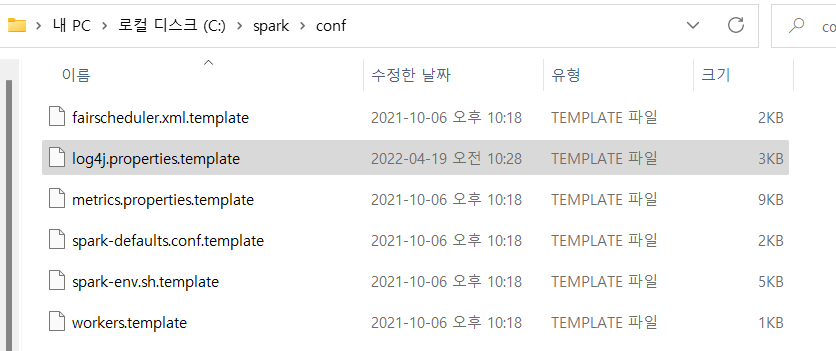 내 PC > 로컬 디스크 (C:) > spark > conf
co
이름 수정한 날짜 유형 크기
fairscheduler.xml.template 2021-10-06 오후 10:18 TEMPLATE 파일 2KB
log4j.properties.template 2022-04-19 오전 10:28 TEMPLATE 파일 3KB
metrics.properties.template 2021-10-06 오후 10:18 TEMPLATE 파일 9KB
spark-defaults.conf.template 2021-10-06 오후 10:18 TEMPLATE 파일 2KB
spark-env.sh.template 2021-10-06 오후 10:18 TEMPLATE 파일 5KB
workers.template 2021-10-06 오후 10:18 TEMPLATE 파일 1KB